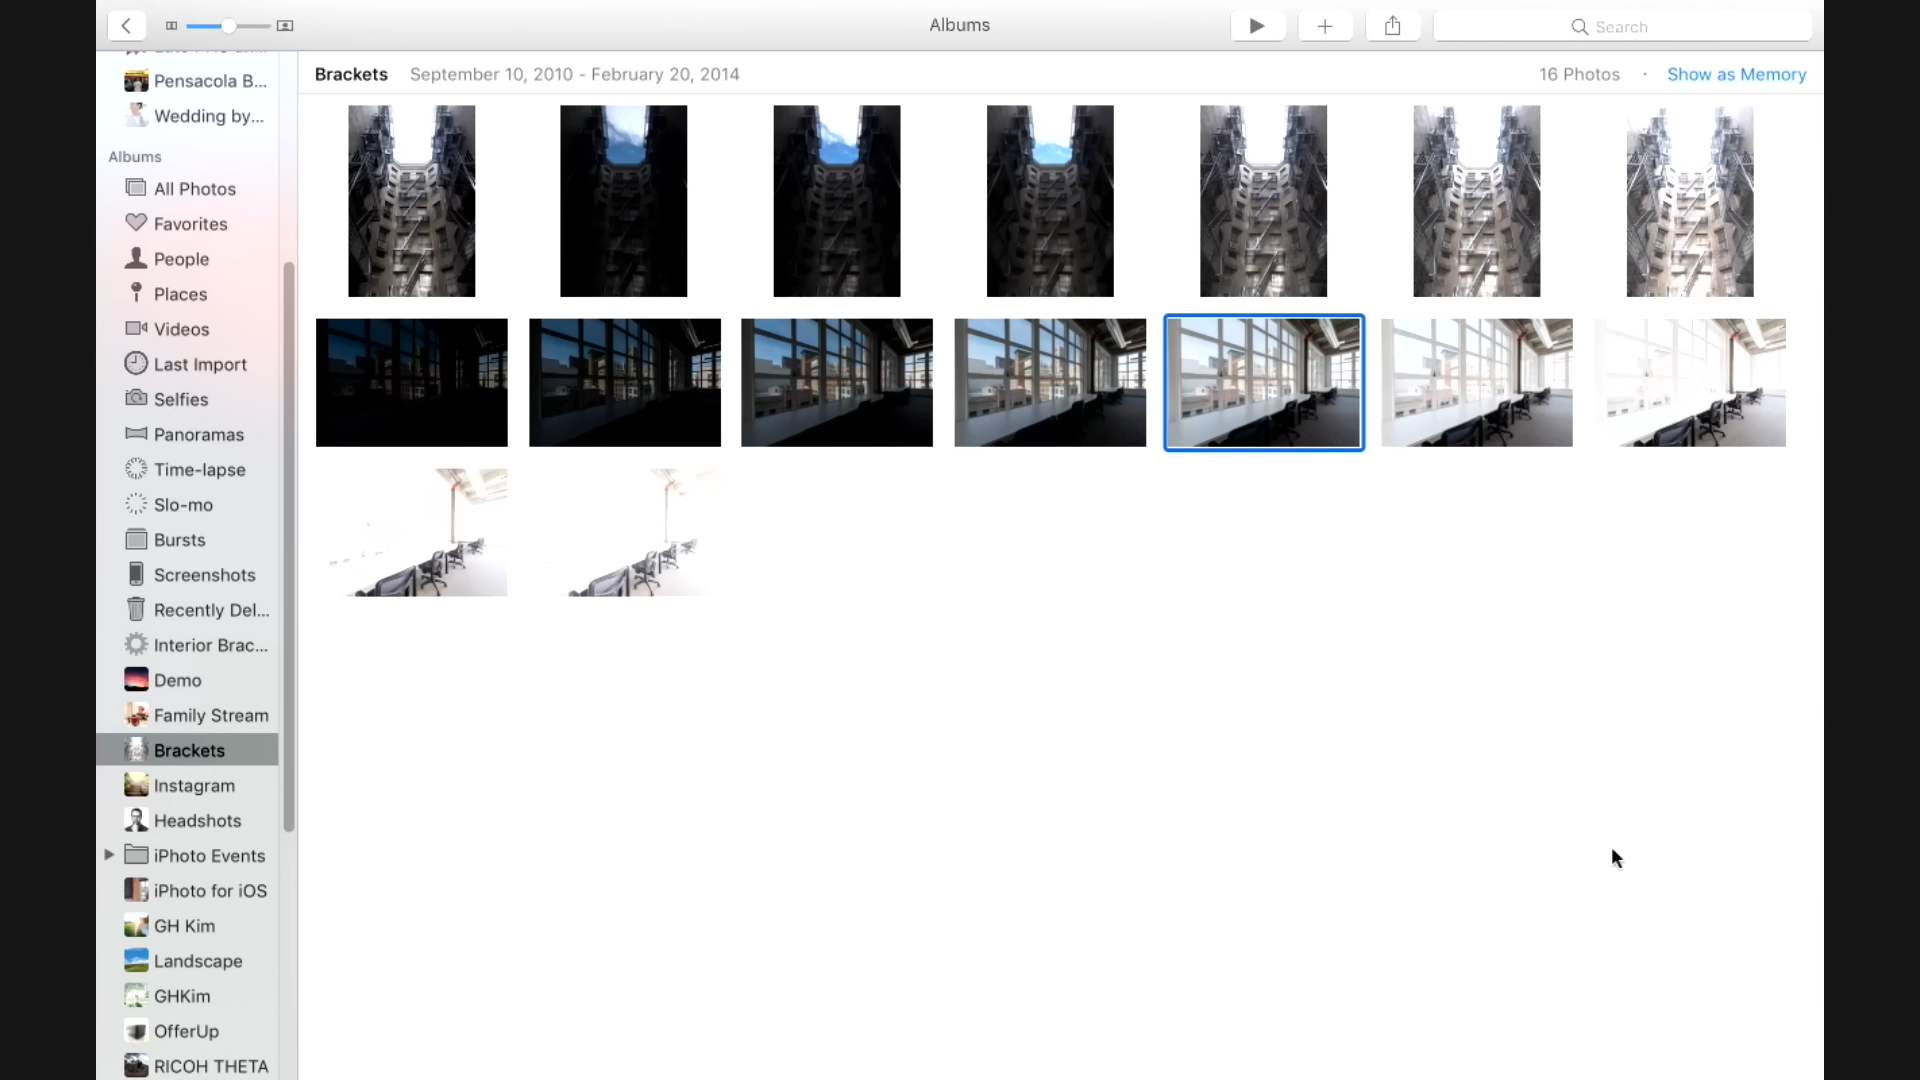 Albums
Search
Brackets September 10, 2010 - February 20, 2014
16 Photos · Show as Memory
Pensacola B...
Wedding by...
Albums
All Photos
Favorites
People
Places
Videos
Last Import
Selfies
Panoramas
Time-lapse
Slo-mo
Bursts
Screenshots
Recently Del...
Interior Brac...
Demo
Family Stream
Brackets
Instagram
Headshots
iPhoto Events
iPhoto for iOS
GH Kim
Landscape
GHKim
OfferUp
RICOH THETA